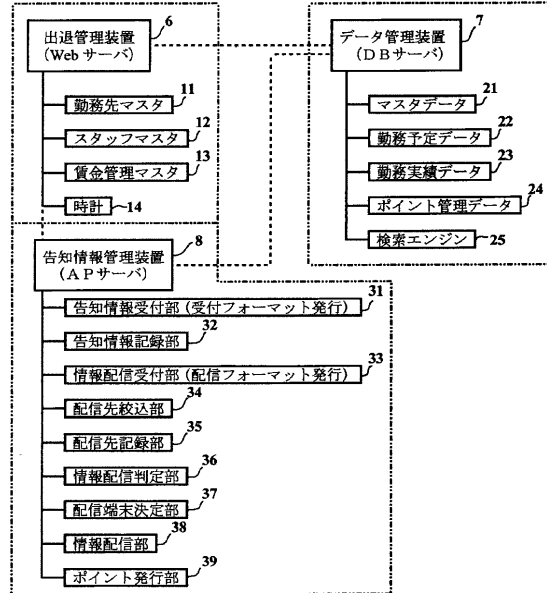 6
出退管理装置
（Web サーバ）
11
勤務先マスタ
12
スタッフマスタ
13
賃金管理マスタ
時計
14
7
データ管理装置
（ＤＢサーバ）
21
マスタデータ
22
勤務予定データ
23
勤務実績データ
24
ポイント管理データ
検索エンジン
25
8
告知情報管理装置
（ＡＰサーバ）
31
告知情報受付部（受付フォーマット発行）
32
告知情報記録部
33
情報配信受付部（配信フォーマット発行）
34
配信先絞込部
35
配信先記録部
36
情報配信判定部
37
配信端末決定部
38
情報配信部
39
ポイント発行部